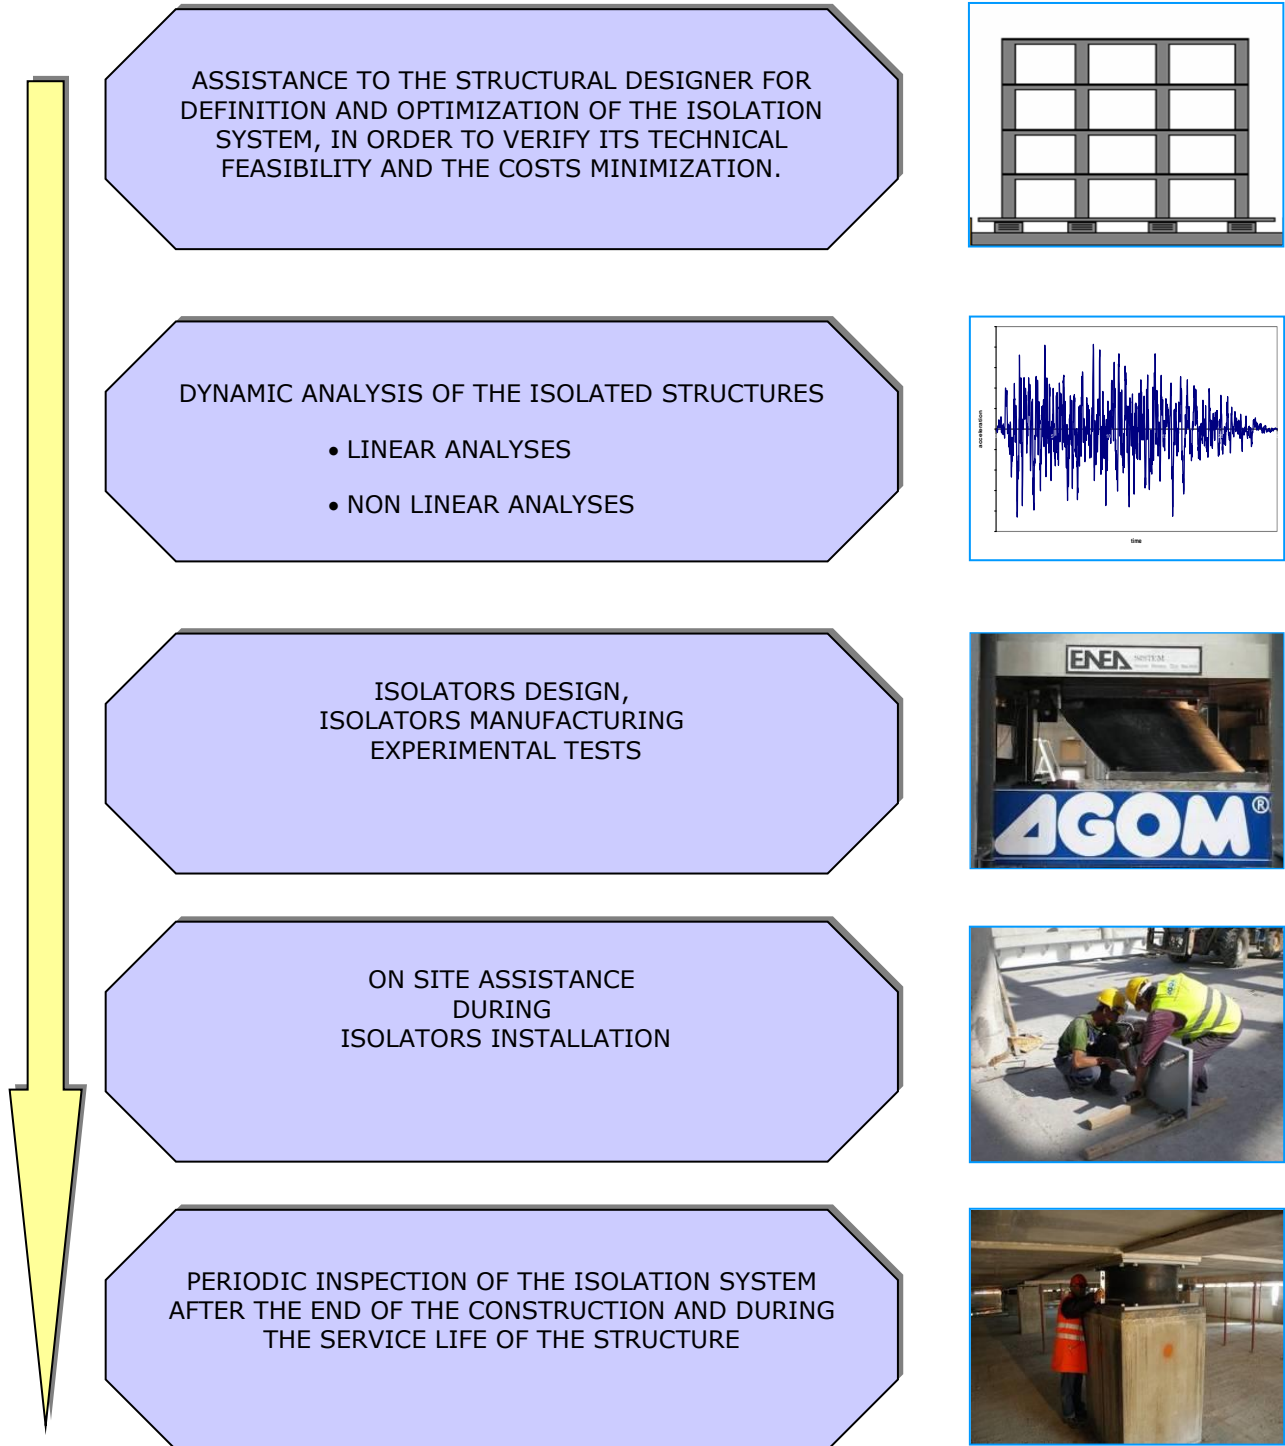 ASSISTANCE TO THE STRUCTURAL DESIGNER FOR
DEFINITION AND OPTIMIZATION OF THE ISOLATION
SYSTEM, IN ORDER TO VERIFY ITS TECHNICAL
FEASIBILITY AND THE COSTS MINIMIZATION.
DYNAMIC ANALYSIS OF THE ISOLATED STRUCTURES
• LINEAR ANALYSES
• NON LINEAR ANALYSES
acceleration
time
ISOLATORS DESIGN,
ISOLATORS MANUFACTURING
EXPERIMENTAL TESTS
ENEA SISTEM
AGOM®
ON SITE ASSISTANCE
DURING
ISOLATORS INSTALLATION
PERIODIC INSPECTION OF THE ISOLATION SYSTEM
AFTER THE END OF THE CONSTRUCTION AND DURING
THE SERVICE LIFE OF THE STRUCTURE